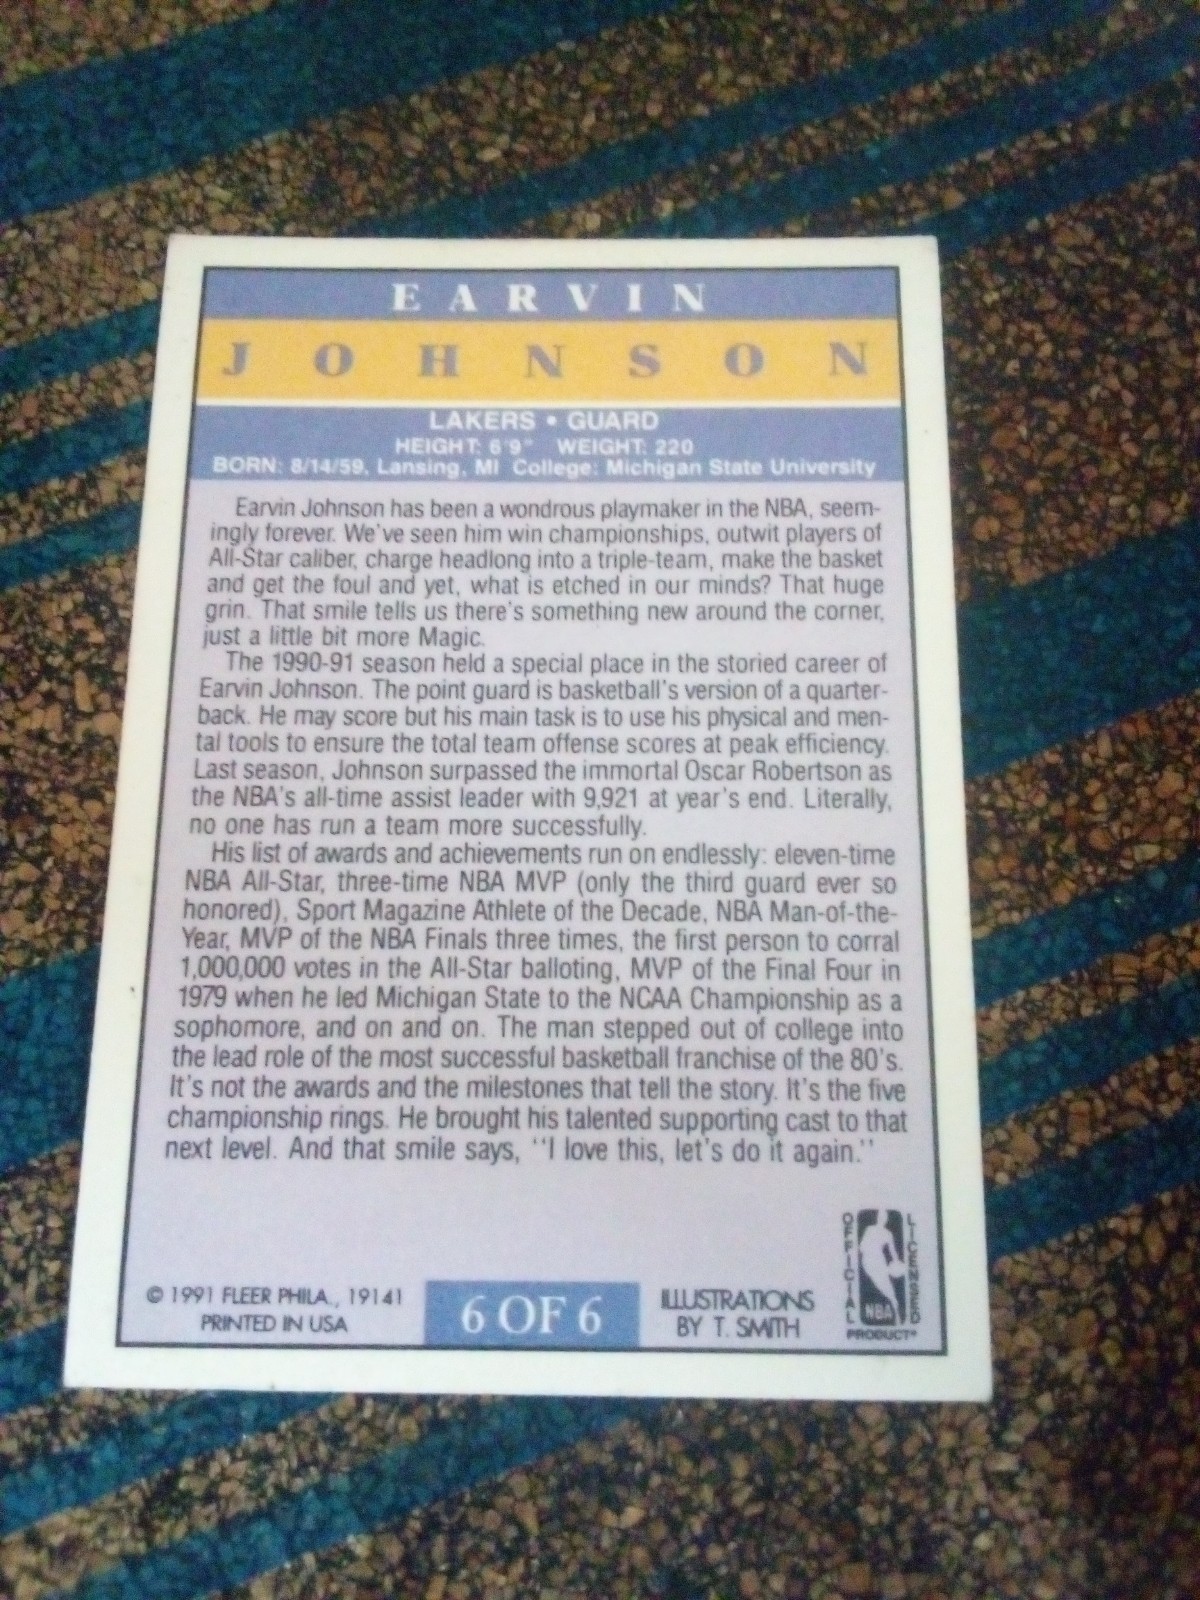 EARVIN
JOHNSON
LAKERS • GUARD
HEIGHT: 6'9" WEIGHT: 220
BORN: 8/14/59, Lansing, MI College: Michigan State University
Earvin Johnson has been a wondrous playmaker in the NBA, seem-
ingly forever. We've seen him win championships, outwit players of
All-Star caliber, charge headlong into a triple-team, make the basket
and get the foul and yet, what is etched in our minds? That huge
grin. That smile tells us there's something new around the corner,
just a little bit more Magic.
The 1990-91 season held a special place in the storied career of
Earvin Johnson. The point guard is basketball's version of a quarter-
back. He may score but his main task is to use his physical and men-
tal tools to ensure the total team offense scores at peak efficiency.
Last season, Johnson surpassed the immortal Oscar Robertson as
the NBA's all-time assist leader with 9,921 at year's end. Literally,
no one has run a team more successfully.
His list of awards and achievements run on endlessly: eleven-time
NBA All-Star, three-time NBA MVP (only the third guard ever so
honored), Sport Magazine Athlete of the Decade, NBA Man-of-the-
Year, MVP of the NBA Finals three times, the first person to corral
1,000,000 votes in the All-Star balloting, MVP of the Final Four in
1979 when he led Michigan State to the NCAA Championship as a
sophomore, and on and on. The man stepped out of college into
the lead role of the most successful basketball franchise of the 80's.
It's not the awards and the milestones that tell the story. It's the five
championship rings. He brought his talented supporting cast to that
next level. And that smile says, "I love this, let's do it again."
© 1991 FLEER PHILA., 19141
PRINTED IN USA
6 OF 6
ILLUSTRATIONS
BY T. SMITH
OFFICIAL
LICENSED
NBA
PRODUCT®